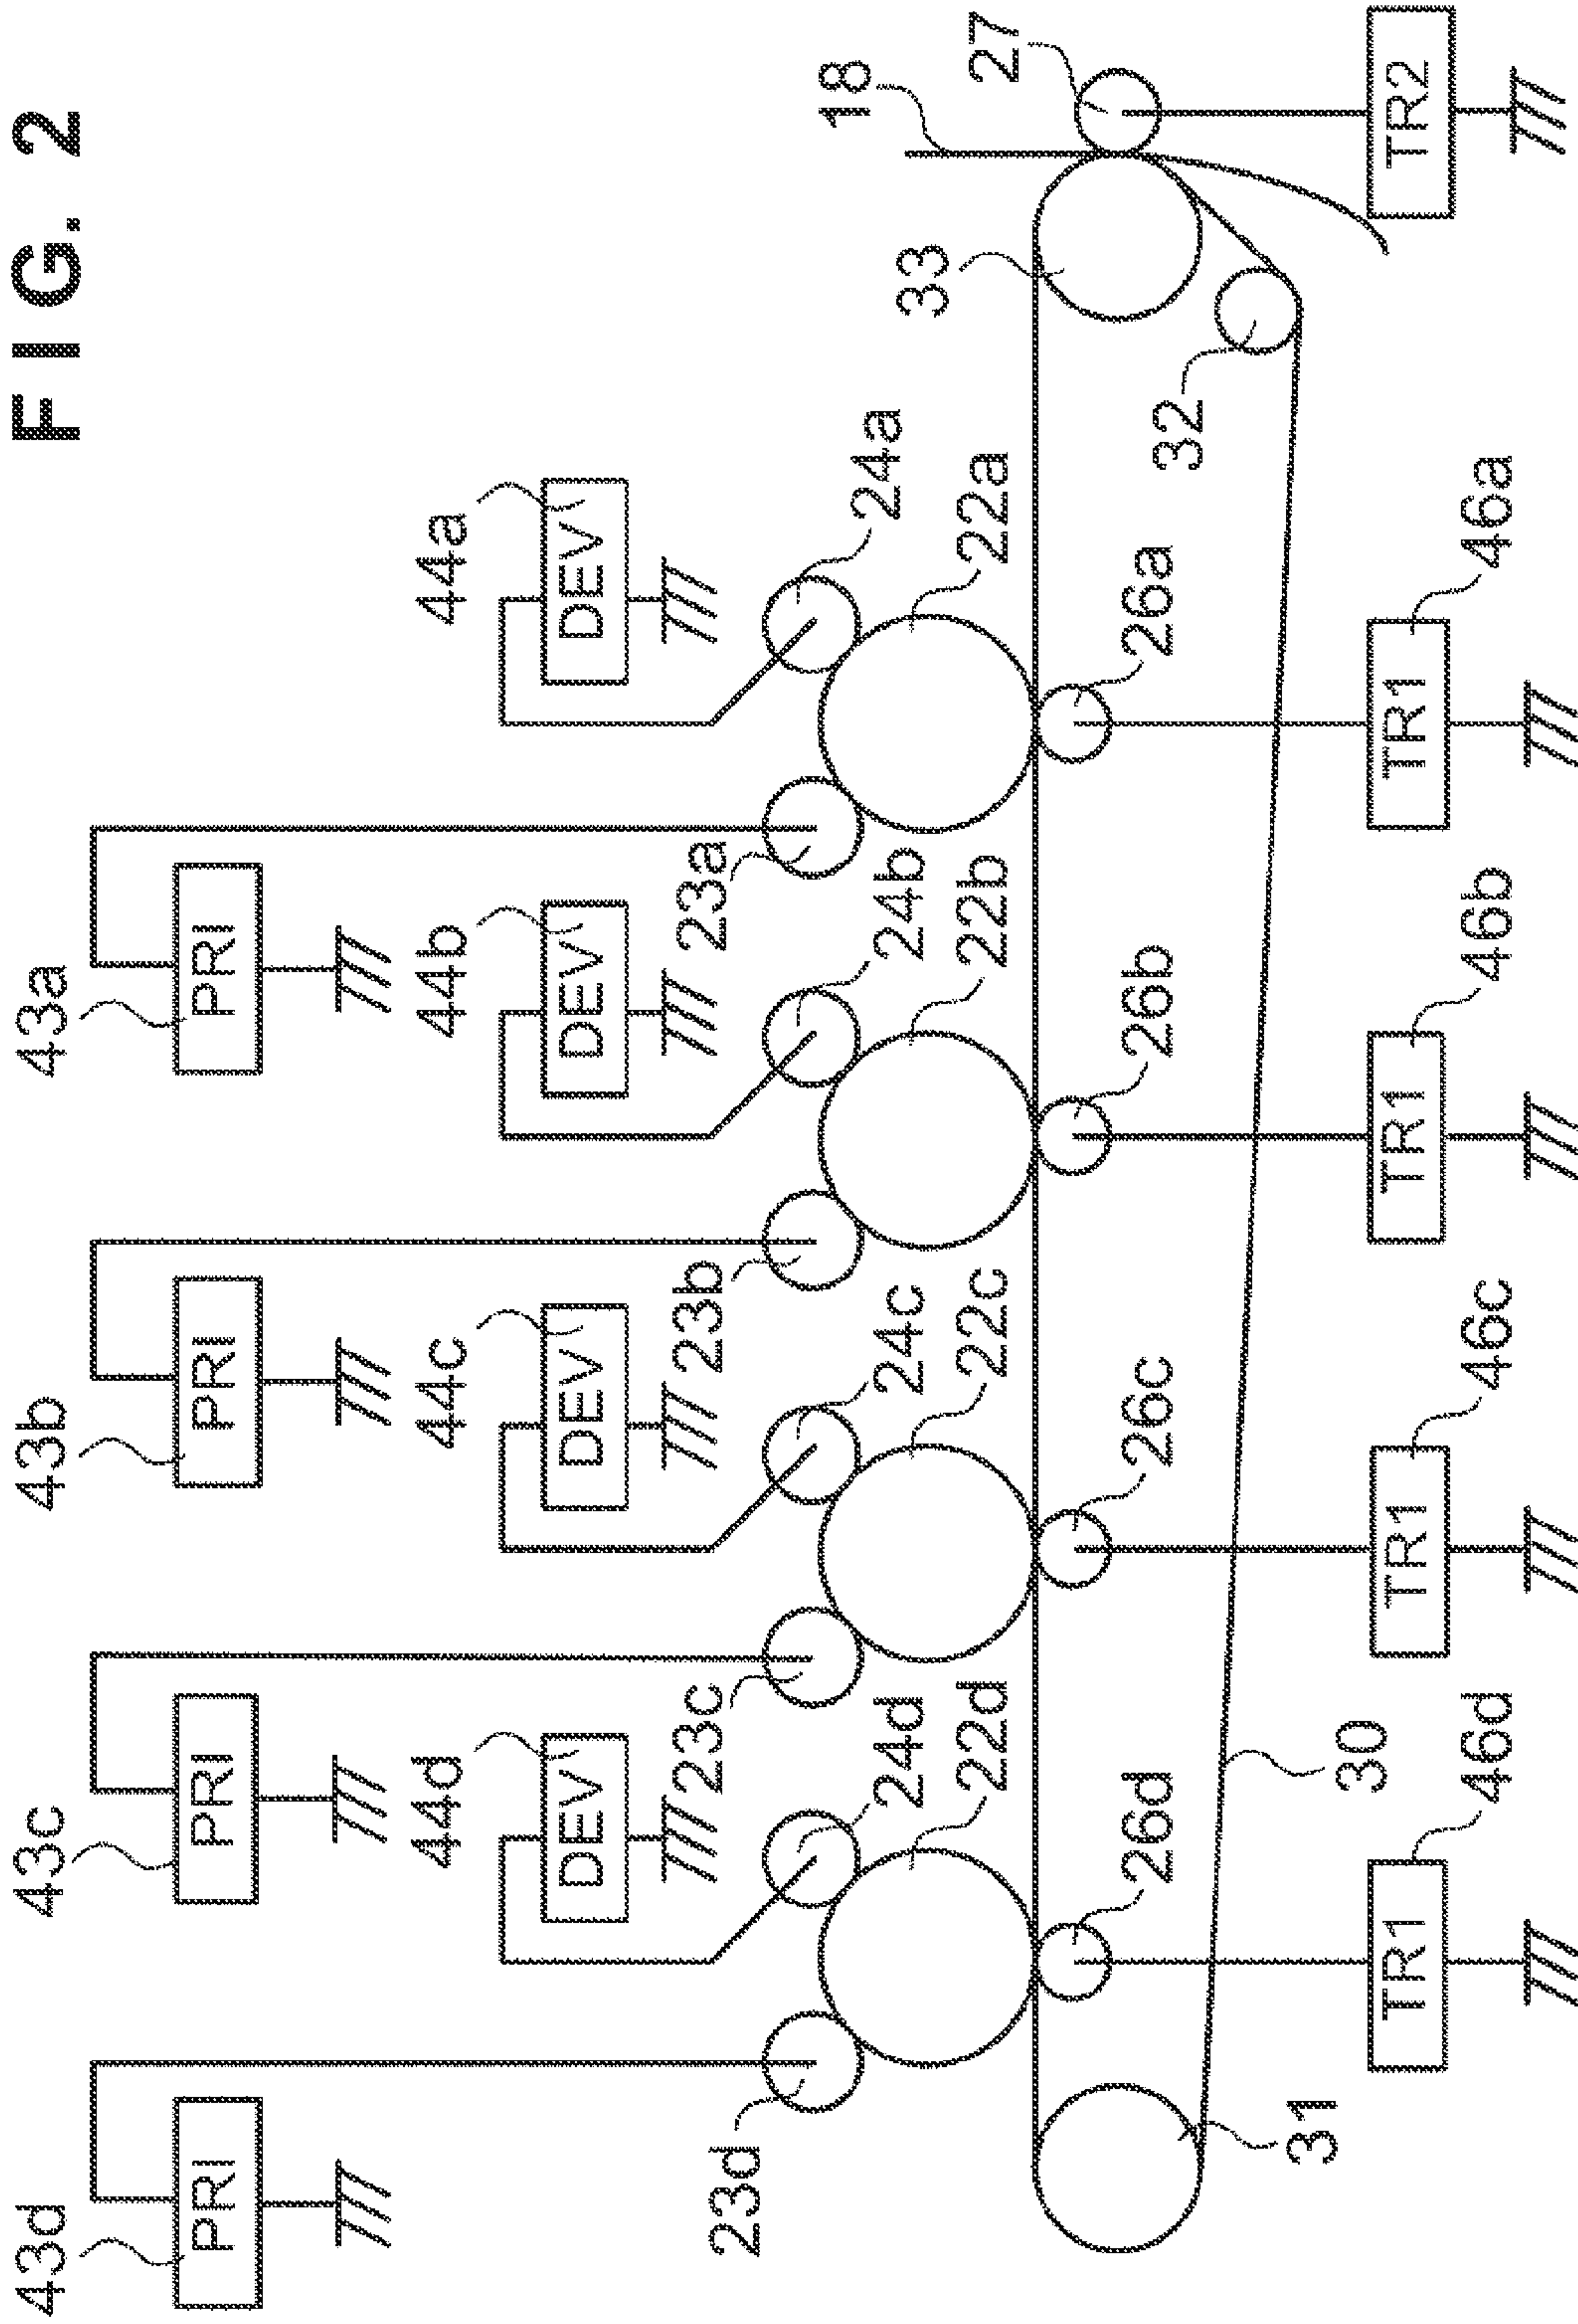 FIG. 2
43d
43c
43b
43a
PRI
PRI
PRI
PRI
44d
44c
44b
44a
DEV
DEV
DEV
DEV
23d
23c
23b
23a
24d
24c
24b
24a
22d
22c
22b
22a
18
27
33
26d
26c
26b
26a
32
31
30
TR1
TR1
TR1
TR1
TR2
46d
46c
46b
46a